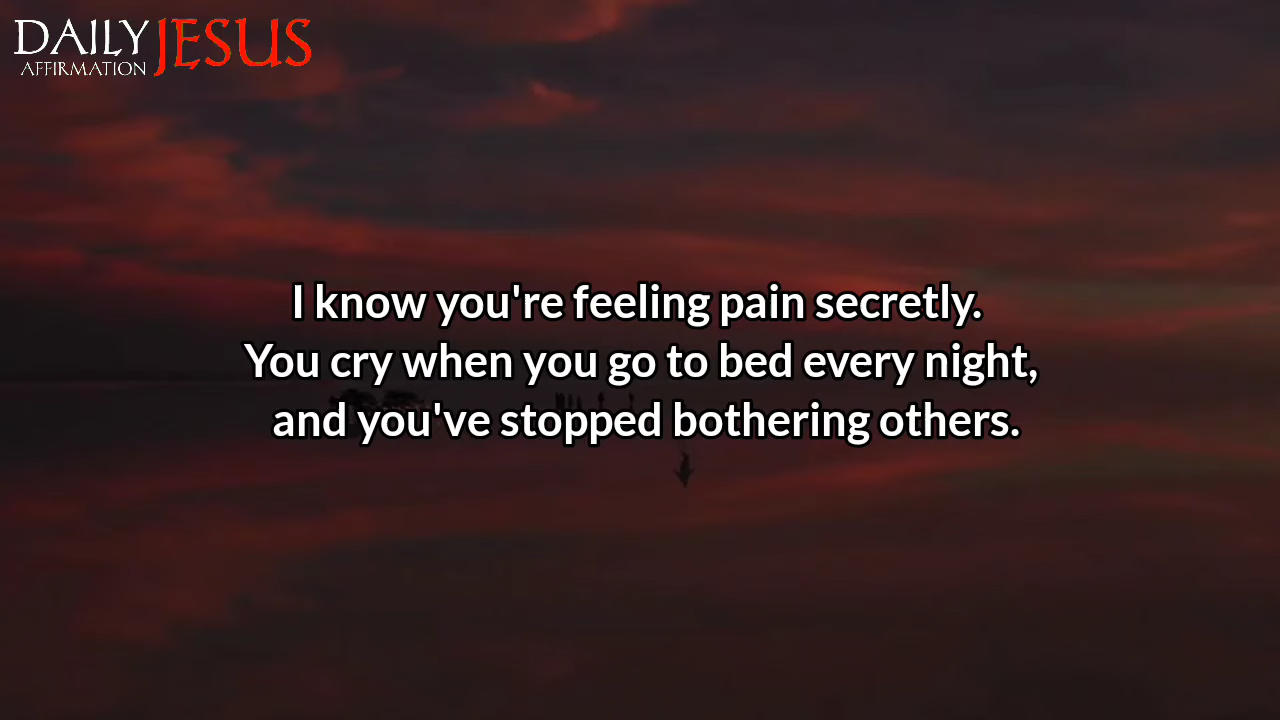 DAILY JESUS
AFFIRMATION
I know you're feeling pain secretly.
You cry when you go to bed every night,
and you've stopped bothering others.